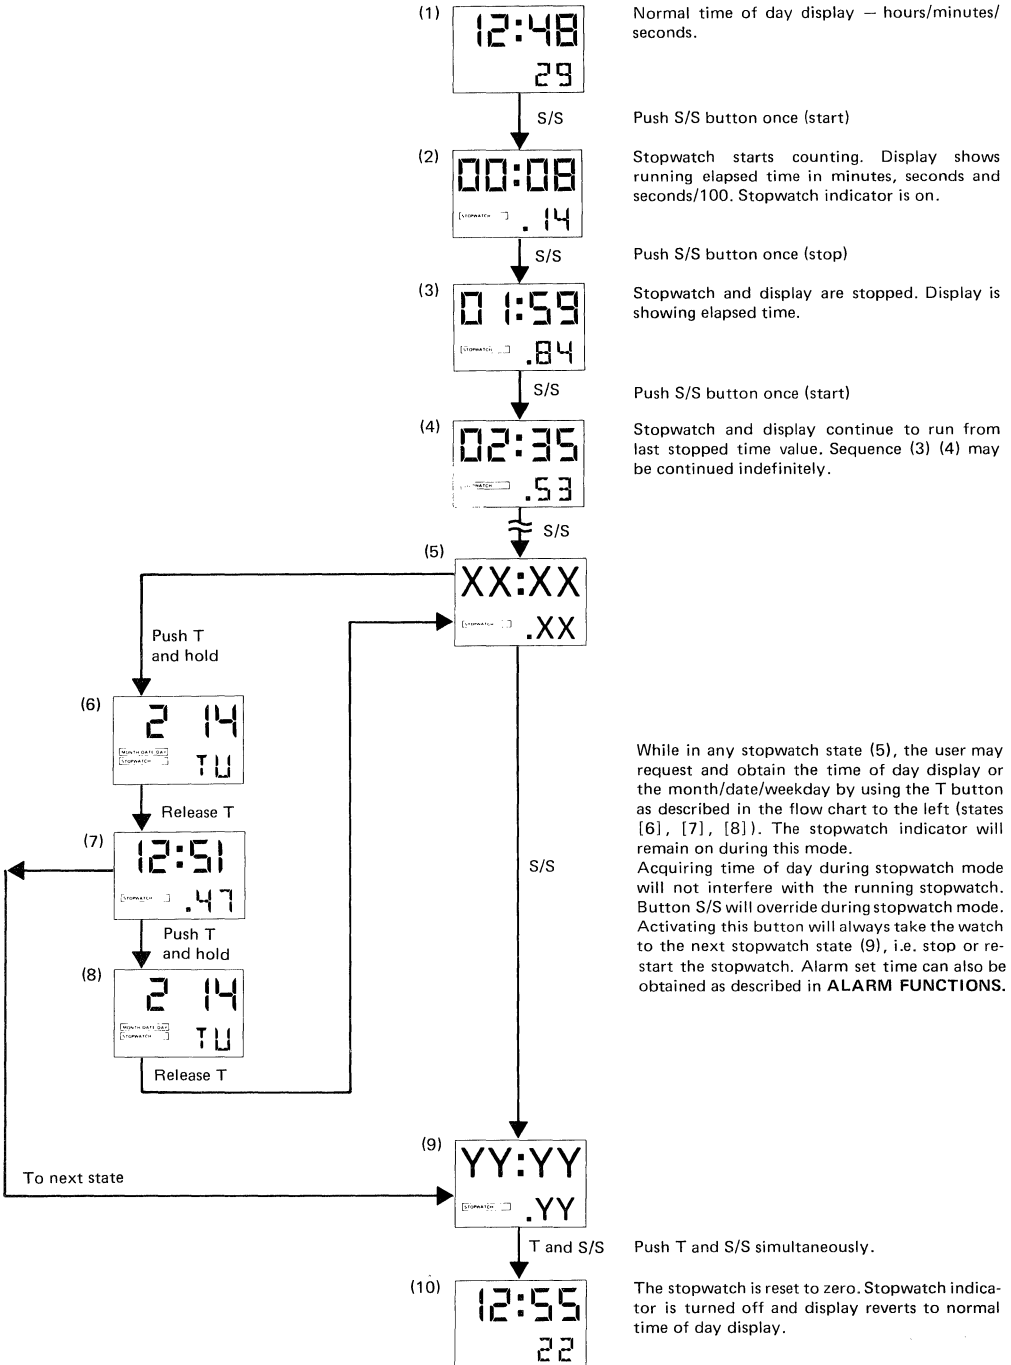 (1)
12:48
29
Normal time of day display — hours/minutes/
seconds.
S/S
Push S/S button once (start)
(2)
00:08
STOPWATCH
.14
Stopwatch starts counting. Display shows
running elapsed time in minutes, seconds and
seconds/100. Stopwatch indicator is on.
S/S
Push S/S button once (stop)
(3)
01:59
STOPWATCH
.84
Stopwatch and display are stopped. Display is
showing elapsed time.
S/S
Push S/S button once (start)
(4)
02:35
.53
Stopwatch and display continue to run from
last stopped time value. Sequence (3) (4) may
be continued indefinitely.
S/S
(5)
XX:XX
STOPWATCH
.XX
Push T
and hold
(6)
2 14
MONTH DATE DAY
STOPWATCH
TU
Release T
(7)
12:51
STOPWATCH
.47
Push T
and hold
(8)
2 14
MONTH DATE DAY
STOPWATCH
TU
Release T
S/S
While in any stopwatch state (5), the user may
request and obtain the time of day display or
the month/date/weekday by using the T button
as described in the flow chart to the left (states
[6], [7], [8]). The stopwatch indicator will
remain on during this mode.
Acquiring time of day during stopwatch mode
will not interfere with the running stopwatch.
Button S/S will override during stopwatch mode.
Activating this button will always take the watch
to the next stopwatch state (9), i.e. stop or re-
start the stopwatch. Alarm set time can also be
obtained as described in ALARM FUNCTIONS.
To next state
(9)
YY:YY
STOPWATCH
.YY
T and S/S
Push T and S/S simultaneously.
(10)
12:55
22
The stopwatch is reset to zero. Stopwatch indica-
tor is turned off and display reverts to normal
time of day display.